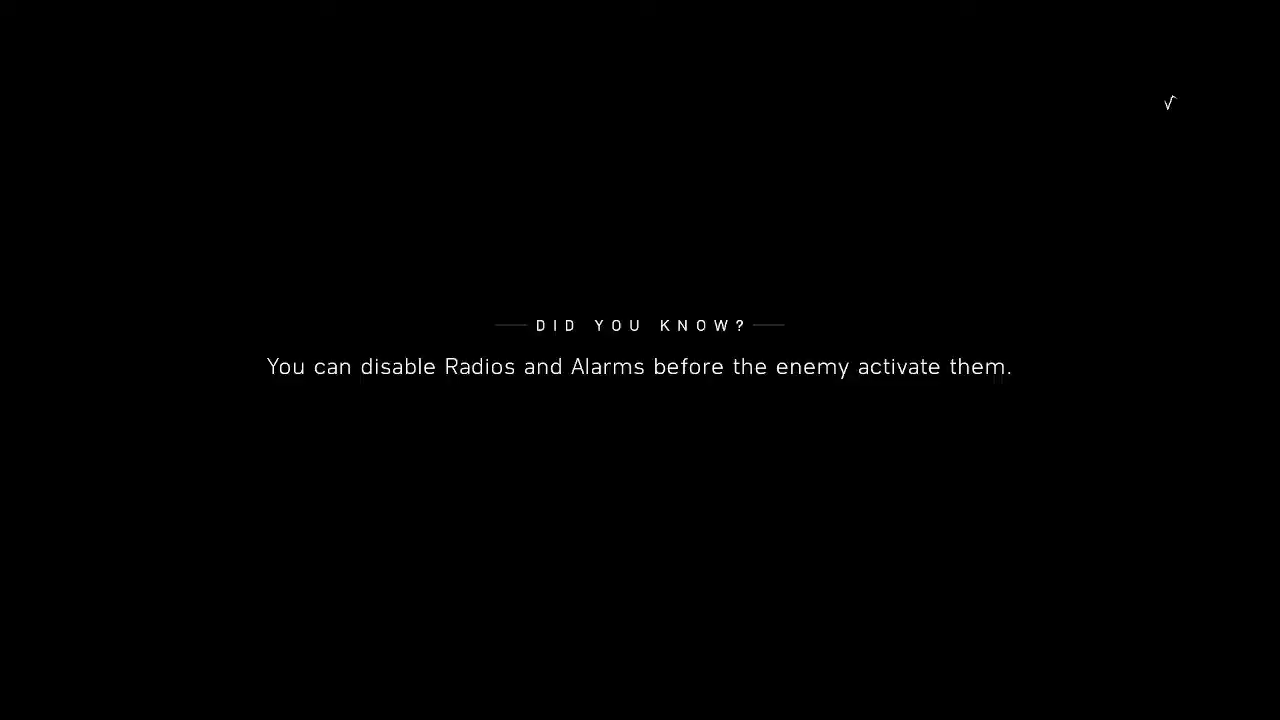 DID YOU KNOW?
You can disable Radios and Alarms before the enemy activate them.